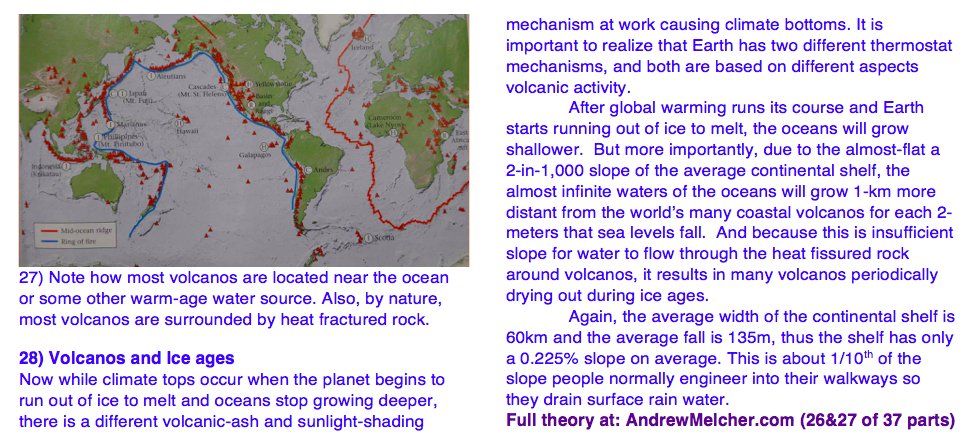 Iceland
Aleutians
Yellowstone
Cascades
(Mt. St. Helens)
Basin
and
Range
Japan
(Mt. Fuji)
Marianas
Philippines
(Mt. Pinatubo)
Hawaii
Galapagos
Cameroon
(Lake Nyos)
East
Africa
Indonesia
(Krakatau)
Andes
Scotia
Mid-ocean ridge
Ring of fire
27) Note how most volcanos are located near the ocean
or some other warm-age water source. Also, by nature,
most volcanos are surrounded by heat fractured rock.
28) Volcanos and Ice ages
Now while climate tops occur when the planet begins to
run out of ice to melt and oceans stop growing deeper,
there is a different volcanic-ash and sunlight-shading
mechanism at work causing climate bottoms. It is
important to realize that Earth has two different thermostat
mechanisms, and both are based on different aspects
volcanic activity.
After global warming runs its course and Earth
starts running out of ice to melt, the oceans will grow
shallower.  But more importantly, due to the almost-flat a
2-in-1,000 slope of the average continental shelf, the
almost infinite waters of the oceans will grow 1-km more
distant from the world's many coastal volcanos for each 2-
meters that sea levels fall.  And because this is insufficient
slope for water to flow through the heat fissured rock
around volcanos, it results in many volcanos periodically
drying out during ice ages.
Again, the average width of the continental shelf is
60km and the average fall is 135m, thus the shelf has only
a 0.225% slope on average. This is about 1/10th of the
slope people normally engineer into their walkways so
they drain surface rain water.
Full theory at: AndrewMelcher.com (26&27 of 37 parts)